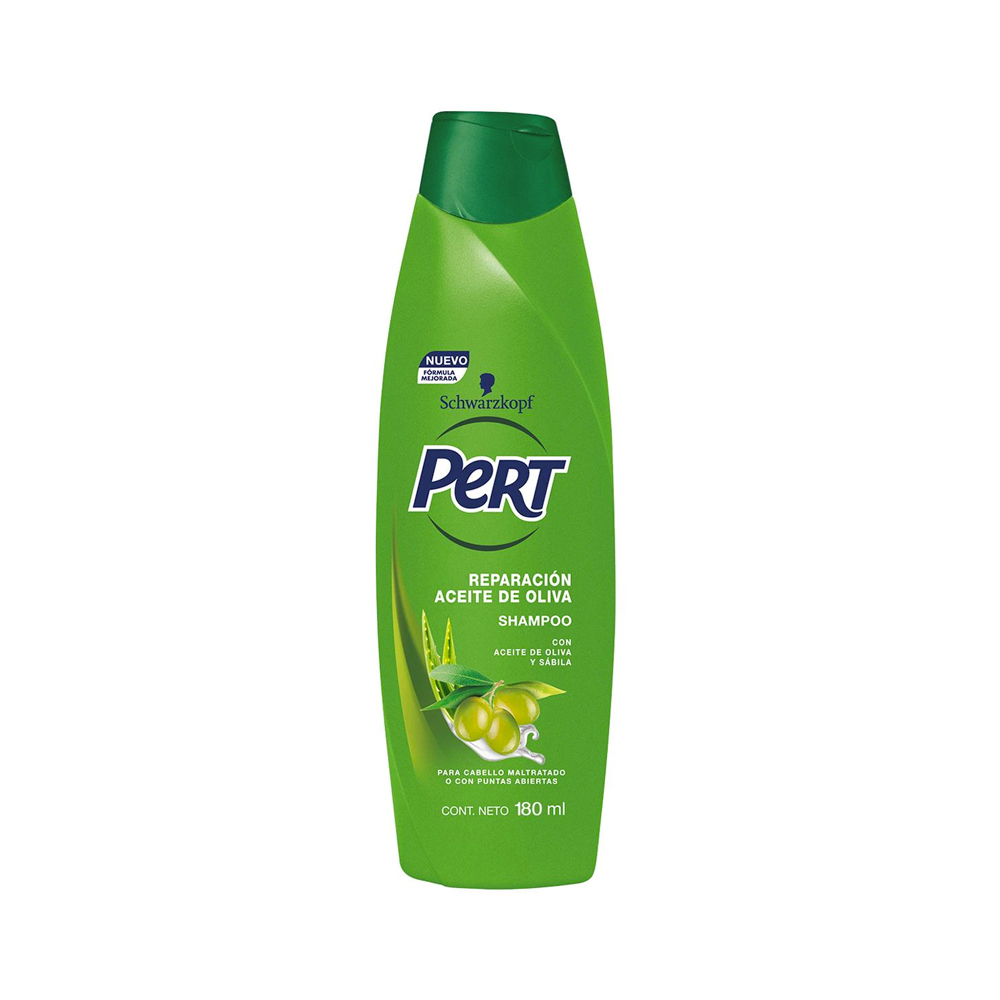 NUEVO
FÓRMULA
MEJORADA
Schwarzkopf
PERT
REPARACIÓN
ACEITE DE OLIVA
SHAMPOO
CON
ACEITE DE OLIVA
Y SÁBILA
PARA CABELLO MALTRATADO
O CON PUNTAS ABIERTAS
CONT. NETO 180 ml